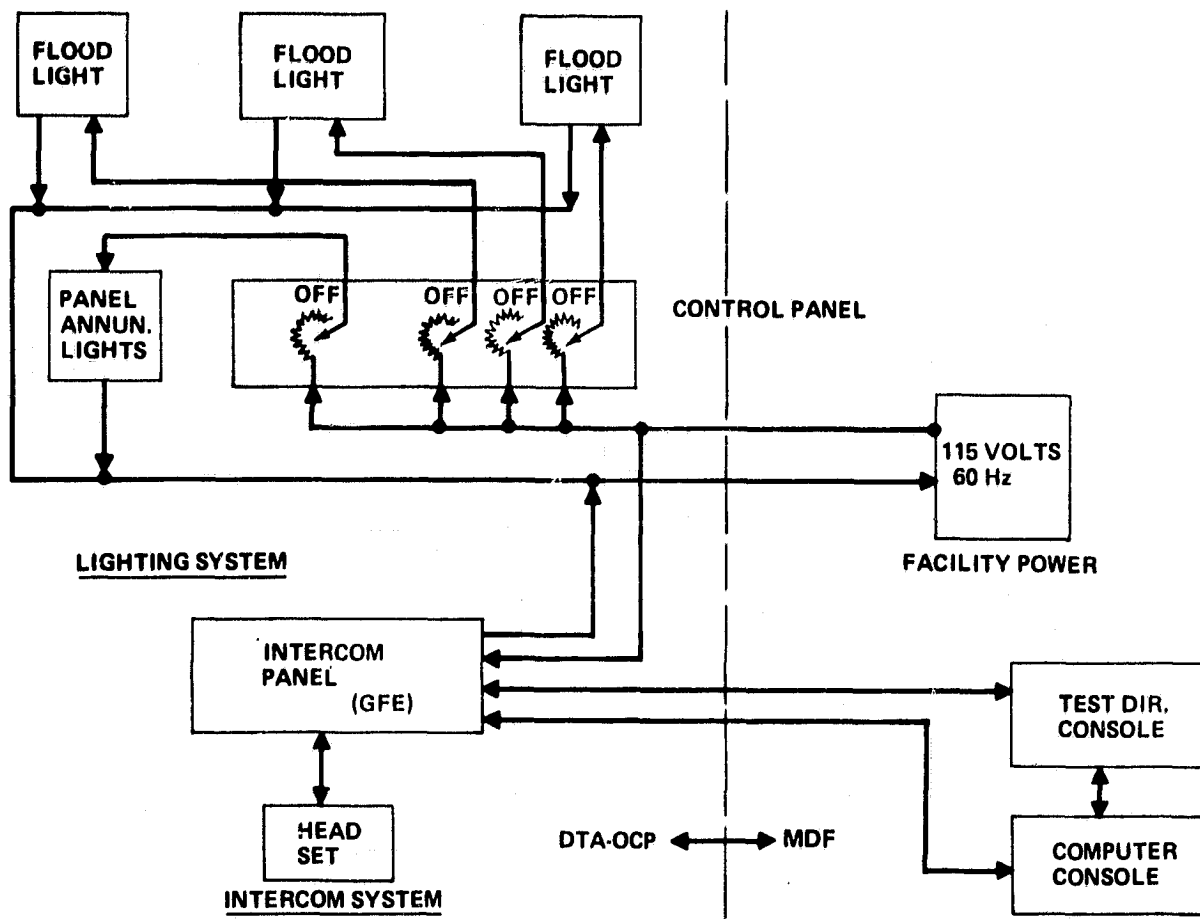 FLOOD
LIGHT
FLOOD
LIGHT
FLOOD
LIGHT
PANEL
ANNUN.
LIGHTS
OFF
OFF
OFF
OFF
CONTROL PANEL
115 VOLTS
60 Hz
FACILITY POWER
LIGHTING SYSTEM
INTERCOM
PANEL
(GFE)
TEST DIR.
CONSOLE
HEAD
SET
INTERCOM SYSTEM
DTA-OCP
MDF
COMPUTER
CONSOLE